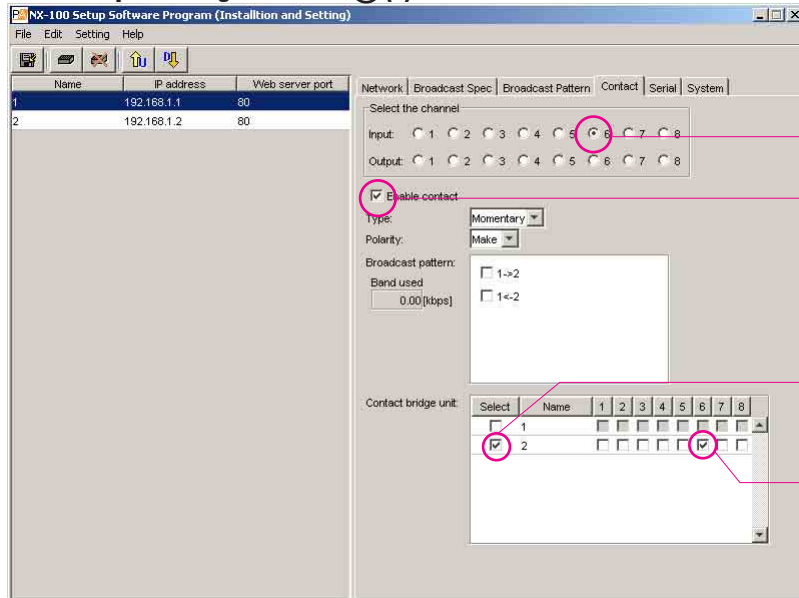 NX-100 Setup Software Program (Installtion and Setting)
File Edit Setting Help
Name IP address Web server port
1 192.168.1.1 80
2 192.168.1.2 80
Network Broadcast Spec Broadcast Pattern Contact Serial System
Select the channel
Input: 1 2 3 4 5 6 7 8
Output: 1 2 3 4 5 6 7 8
Enable contact
Type: Momentary
Polarity: Make
Broadcast pattern:
1->2
Band used
0.00 [kbps]
1<-2
Contact bridge unit:
Select Name 1 2 3 4 5 6 7 8
1
2